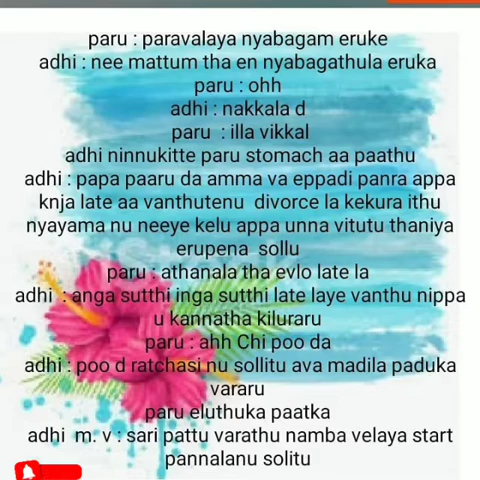 paru : paravalaya nyabagam eruke
adhi : nee mattum tha en nyabagathula eruka
paru : ohh
adhi : nakkala d
paru  : illa vikkal
adhi ninnukitte paru stomach aa paathu
adhi : papa paaru da amma va eppadi panra appa
knja late aa vanthutenu  divorce la kekura ithu
nyayama nu neeye kelu appa unna vitutu thaniya
erupena  sollu
paru : athanala tha evlo late la
adhi  : anga sutthi inga sutthi late laye vanthu nippa
u kannatha kiluraru
paru : ahh Chi poo da
adhi : poo d ratchasi nu sollitu ava madila paduka
vararu
paru eluthuka paatka
adhi  m. v : sari pattu varathu namba velaya start
pannalanu solitu